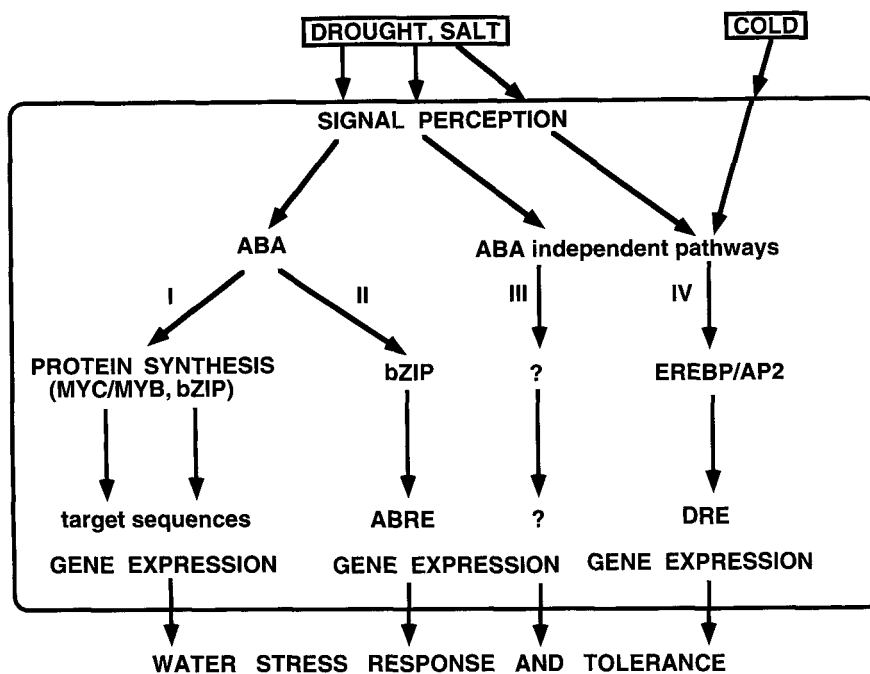 DROUGHT, SALT
COLD
SIGNAL PERCEPTION
ABA
ABA independent pathways
I
II
III
IV
PROTEIN SYNTHESIS
(MYC/MYB, bZIP)
bZIP
?
EREBP/AP2
target sequences
ABRE
?
DRE
GENE EXPRESSION
GENE EXPRESSION
GENE EXPRESSION
WATER STRESS RESPONSE AND TOLERANCE